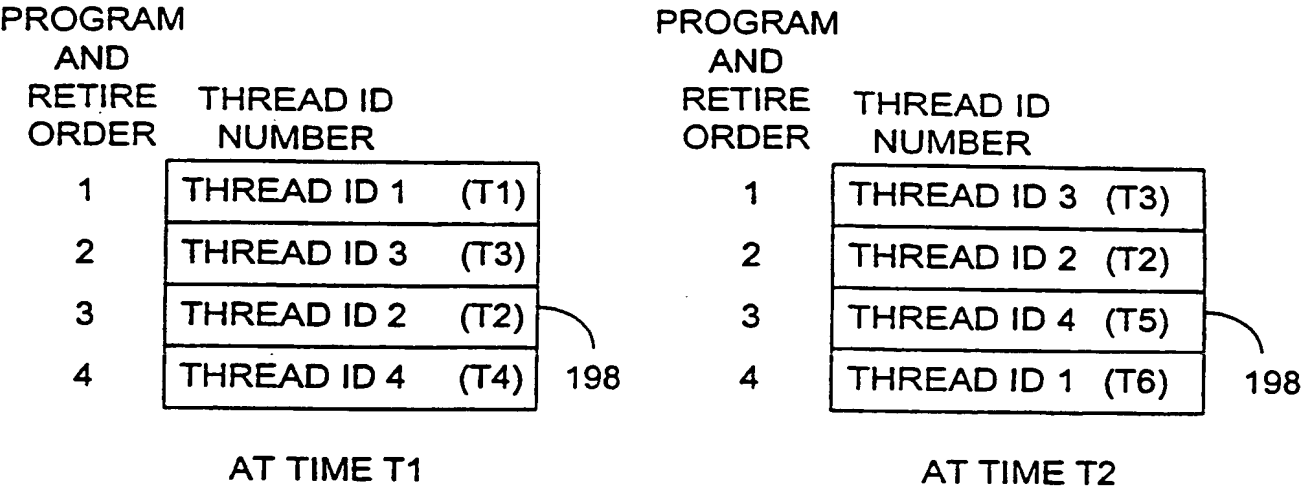 PROGRAM
AND
RETIRE
ORDER
THREAD ID
NUMBER
1 THREAD ID 1 (T1)
2 THREAD ID 3 (T3)
3 THREAD ID 2 (T2)
4 THREAD ID 4 (T4)
198
AT TIME T1
PROGRAM
AND
RETIRE
ORDER
THREAD ID
NUMBER
1 THREAD ID 3 (T3)
2 THREAD ID 2 (T2)
3 THREAD ID 4 (T5)
4 THREAD ID 1 (T6)
198
AT TIME T2